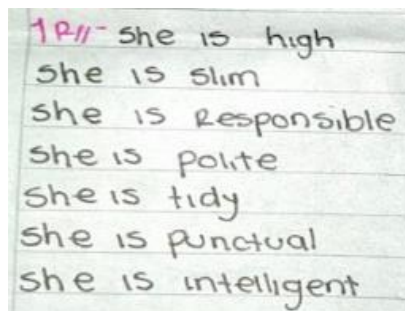 1R//- she is high
she is slim
she is Responsible
she is polite
she is tidy
she is punctual
she is intelligent